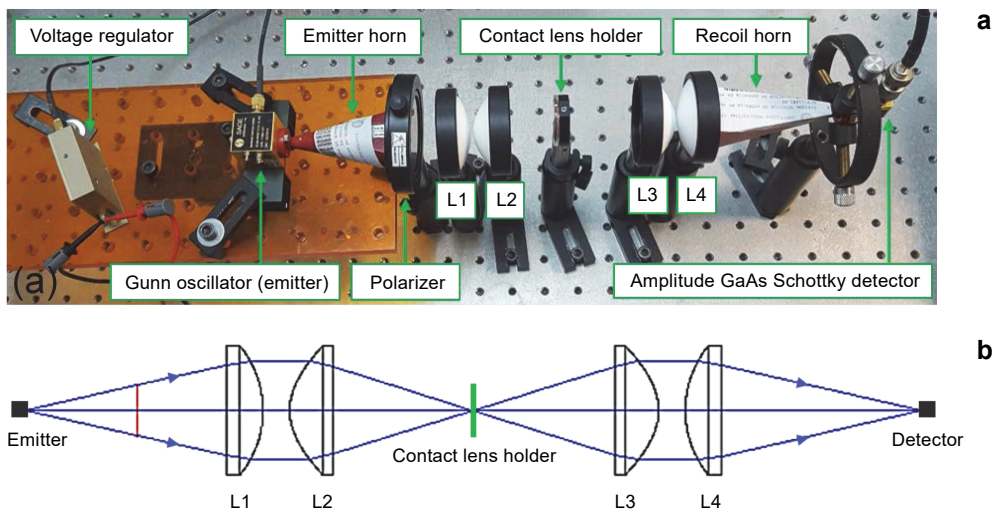 a
Voltage regulator
Emitter horn
Contact lens holder
Recoil horn
SAGE
L1
L2
L3
L4
(a)
Gunn oscillator (emitter)
Polarizer
Amplitude GaAs Schottky detector
b
Emitter
Contact lens holder
Detector
L1
L2
L3
L4